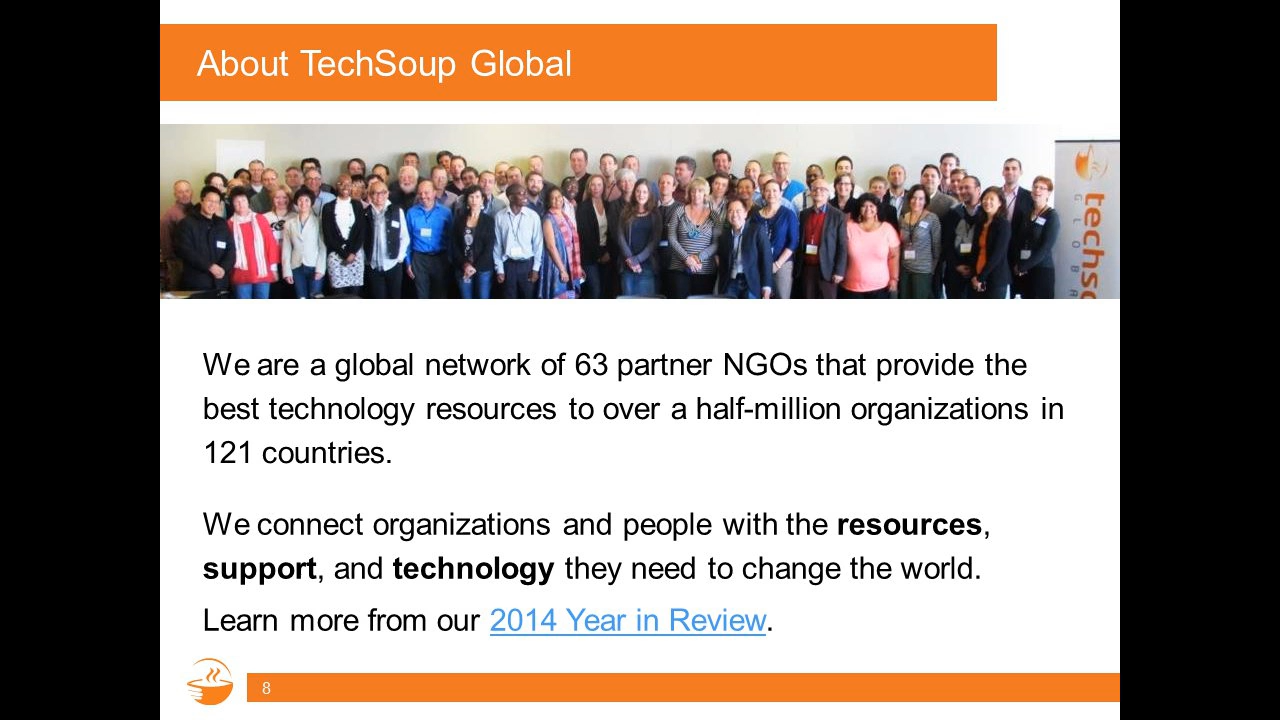 About TechSoup Global
techso
GLOBA
We are a global network of 63 partner NGOs that provide the
best technology resources to over a half-million organizations in
121 countries.
We connect organizations and people with the resources,
support, and technology they need to change the world.
Learn more from our 2014 Year in Review.
8